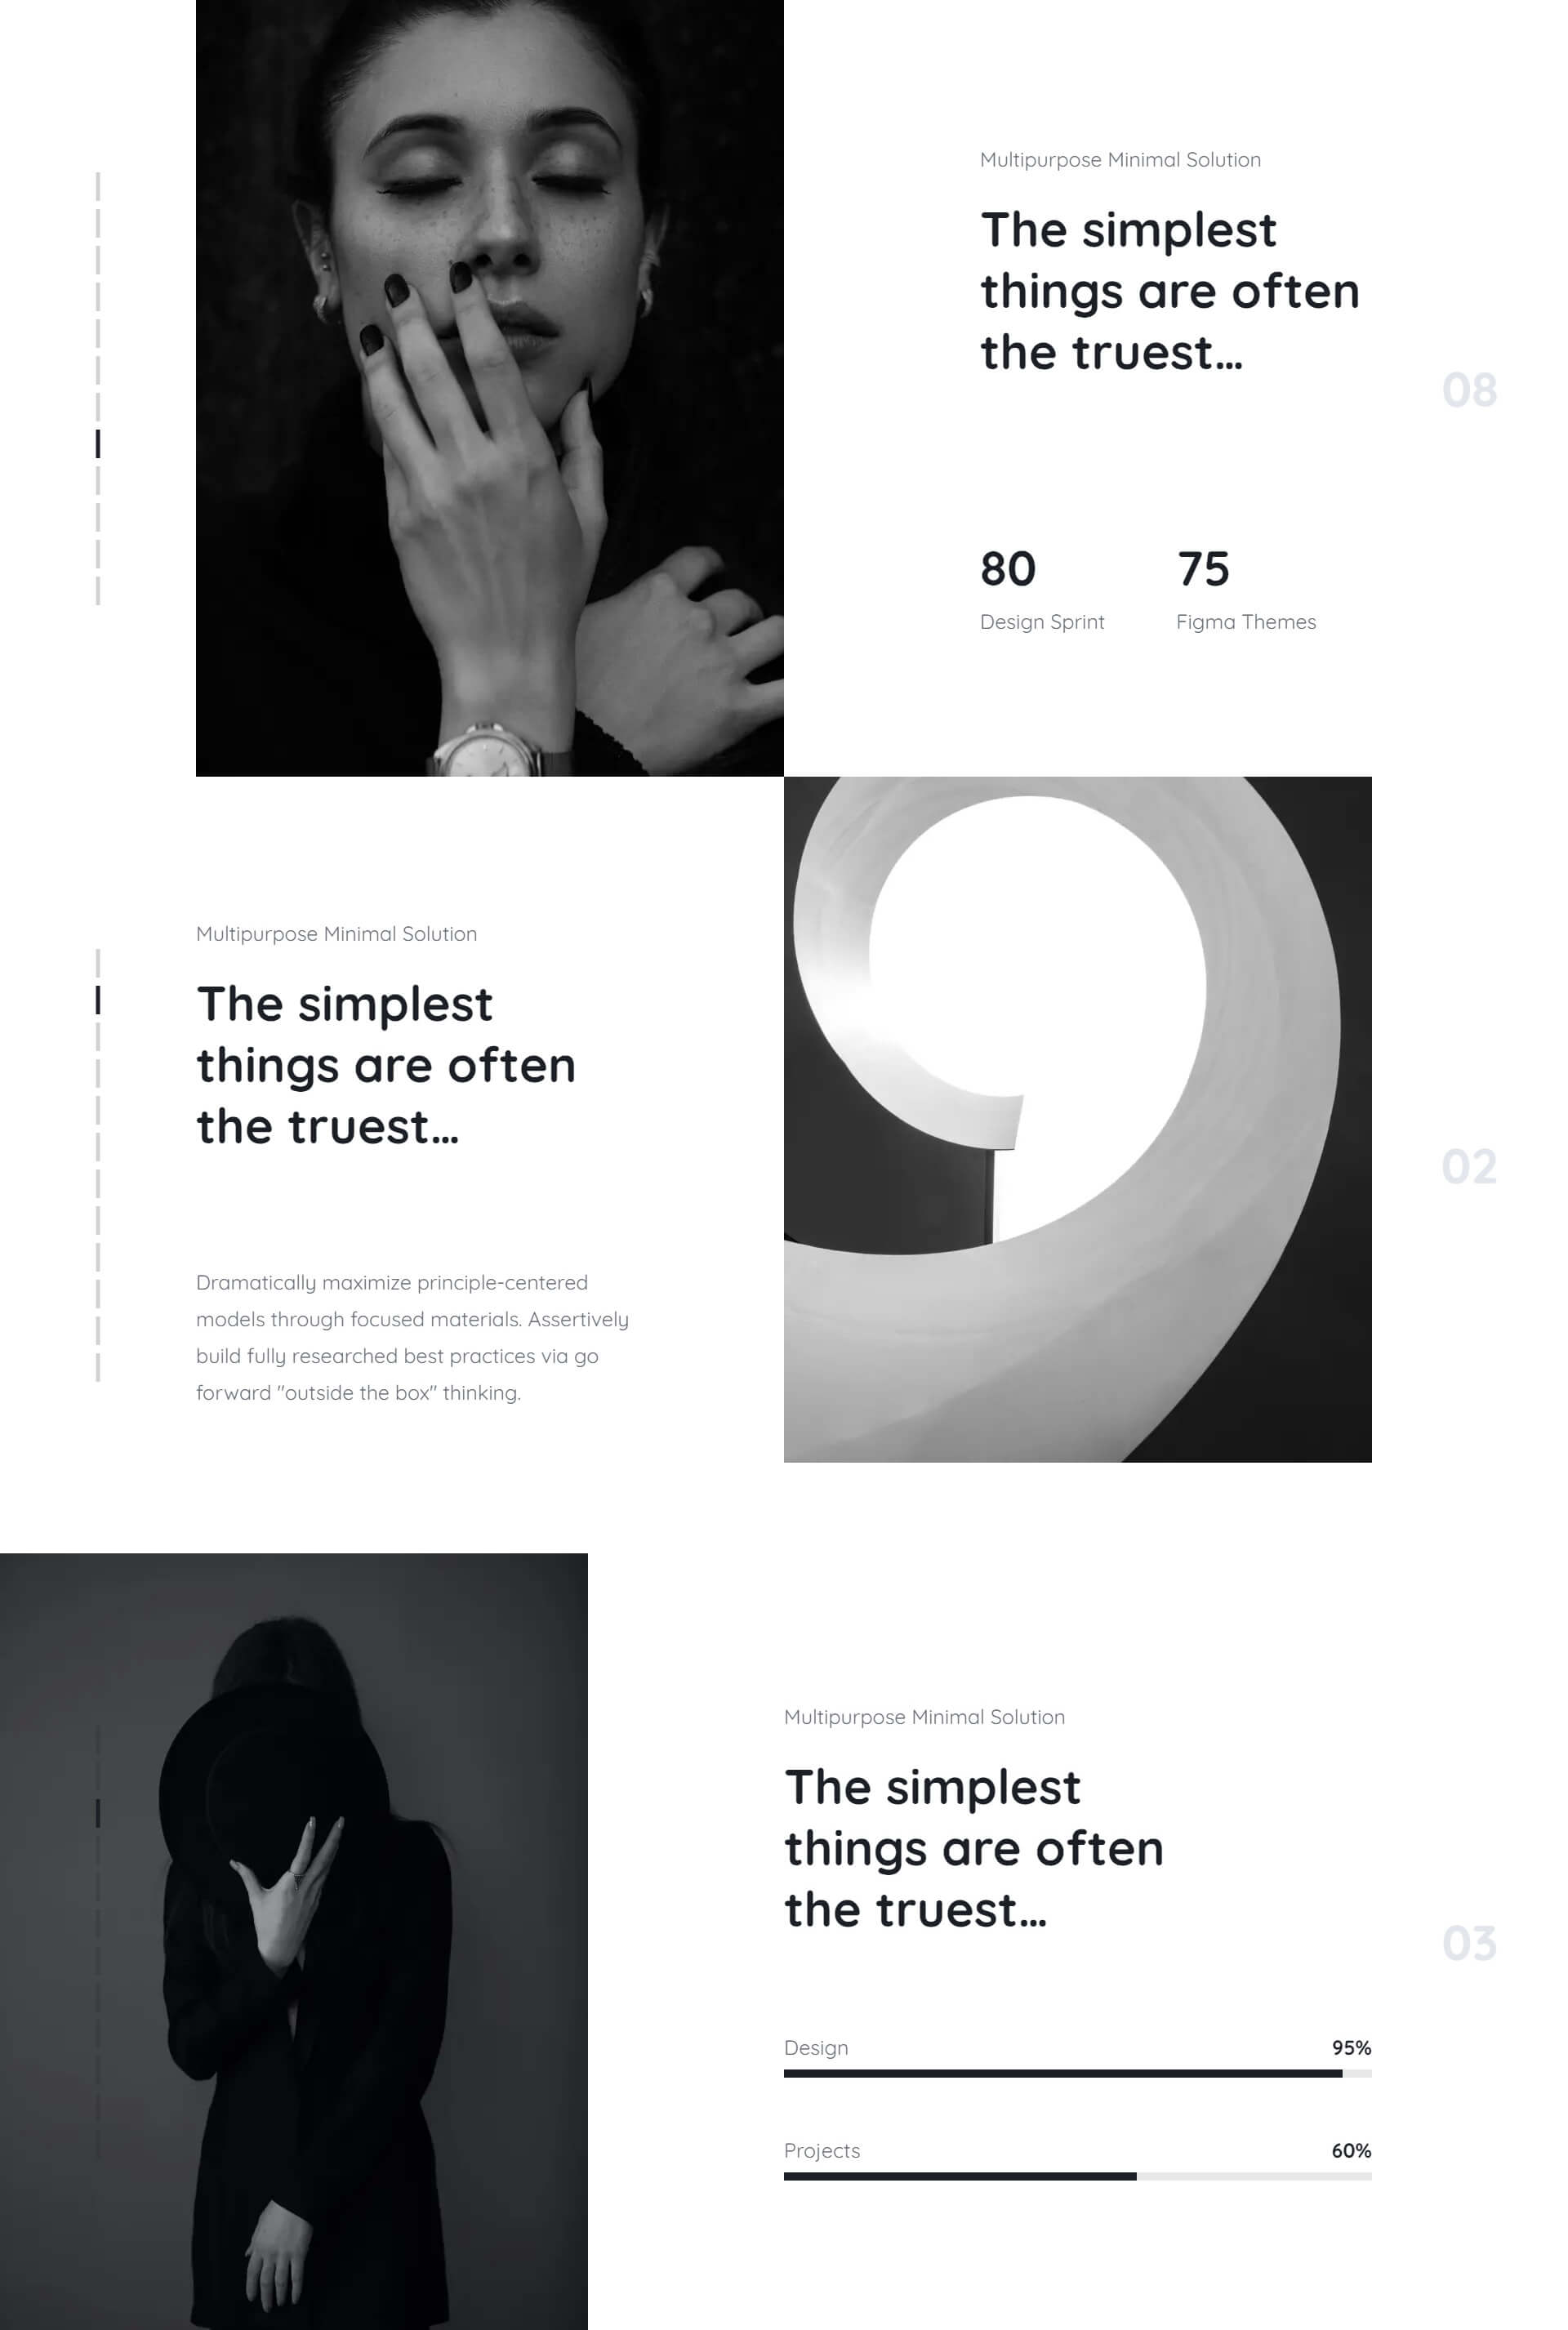 Multipurpose Minimal Solution
The simplest
things are often
the truest...
08
80
75
Design Sprint
Figma Themes
Multipurpose Minimal Solution
The simplest
things are often
the truest...
02
Dramatically maximize principle-centered
models through focused materials. Assertively
build fully researched best practices via go
forward "outside the box" thinking.
Multipurpose Minimal Solution
The simplest
things are often
the truest...
03
Design
95%
Projects
60%